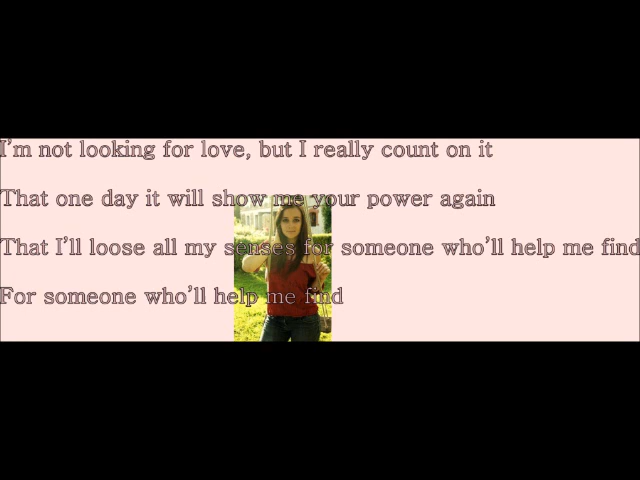 I'm not looking for love, but I really count on it
That one day it will show me your power again
That I'll loose all my senses for someone who'll help me find
For someone who'll help me find